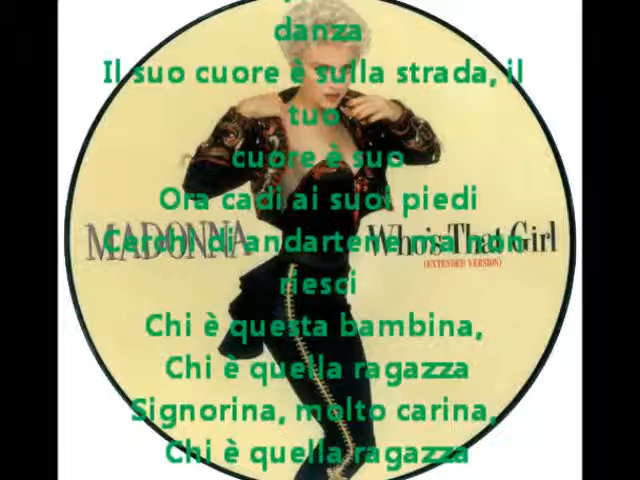 danza
Il suo cuore è sulla strada, il
tuo
cuore è suo
Ora cadi ai suoi piedi
MADONNA
Who's That Girl
(EXTENDED VERSION)
Cerchi di andartene ma non
riesci
Chi è questa bambina,
Chi è quella ragazza
Signorina, molto carina,
Chi è quella ragazza